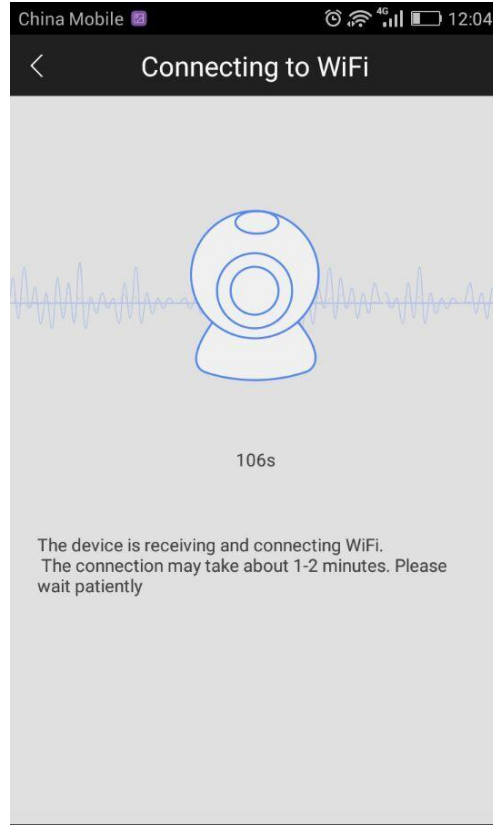 China Mobile 4G 12:04
Connecting to WiFi
106s
The device is receiving and connecting WiFi.
The connection may take about 1-2 minutes. Please
wait patiently